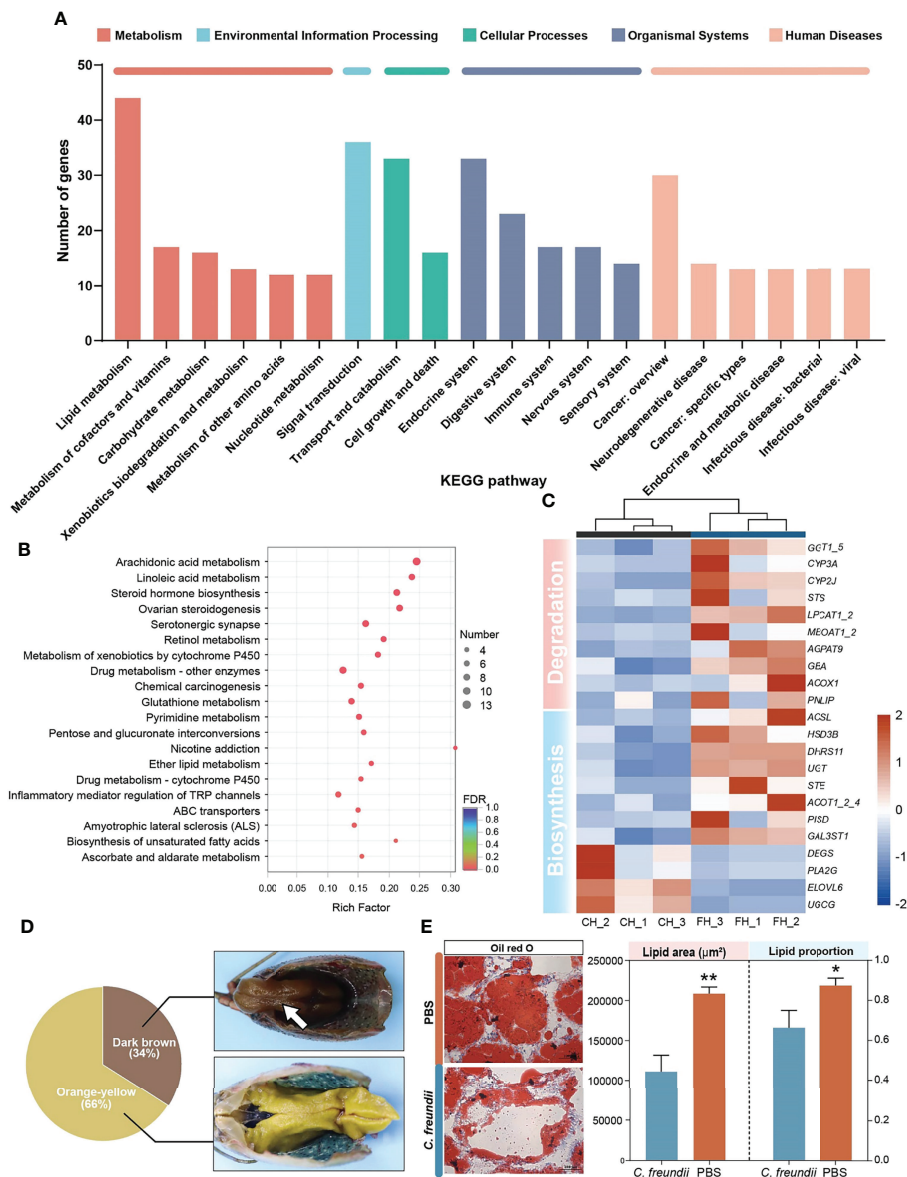 A
Metabolism Environmental Information Processing Cellular Processes Organismal Systems Human Diseases
50
40
30
20
10
0
Number of genes
Lipid metabolism
Metabolism of cofactors and vitamins
Carbohydrate metabolism
Xenobiotics biodegradation and metabolism
Metabolism of other amino acids
Nucleotide metabolism
Signal transduction
Transport and catabolism
Cell growth and death
Endocrine system
Digestive system
Immune system
Nervous system
Sensory system
Cancer: overview
Neurodegenerative disease
Cancer: specific types
Endocrine and metabolic disease
Infectious disease: bacterial
Infectious disease: viral
KEGG pathway
B
Arachidonic acid metabolism
Linoleic acid metabolism
Steroid hormone biosynthesis
Ovarian steroidogenesis
Serotonergic synapse
Retinol metabolism
Metabolism of xenobiotics by cytochrome P450
Drug metabolism - other enzymes
Chemical carcinogenesis
Glutathione metabolism
Pyrimidine metabolism
Pentose and glucuronate interconversions
Nicotine addiction
Ether lipid metabolism
Drug metabolism - cytochrome P450
Inflammatory mediator regulation of TRP channels
ABC transporters
Amyotrophic lateral sclerosis (ALS)
Biosynthesis of unsaturated fatty acids
Ascorbate and aldarate metabolism
0.00 0.05 0.10 0.15 0.20 0.25 0.30
Rich Factor
Number
4
6
8
10
13
FDR
1.0
0.8
0.6
0.4
0.2
0.0
C
Degradation
Biosynthesis
GGT1_5
CYP3A
CYP2J
STS
LPCAT1_2
MBOAT1_2
AGPAT9
GBA
ACOX1
PNLIP
ACSL
HSD3B
DHRS11
UGT
STE
ACOT1_2_4
PISD
GAL3ST1
DEGS
PLA2G
ELOVL6
UGCG
CH_2 CH_1 CH_3 FH_3 FH_1 FH_2
2
1
0
-1
-2
D
Dark brown
(34%)
Orange-yellow
(66%)
E
Oil red O
PBS
C. freundii
Lipid area (μm²) Lipid proportion
250000
200000
150000
100000
50000
0
** *
1.0
0.8
0.6
0.4
0.2
0.0
C. freundii PBS C. freundii PBS